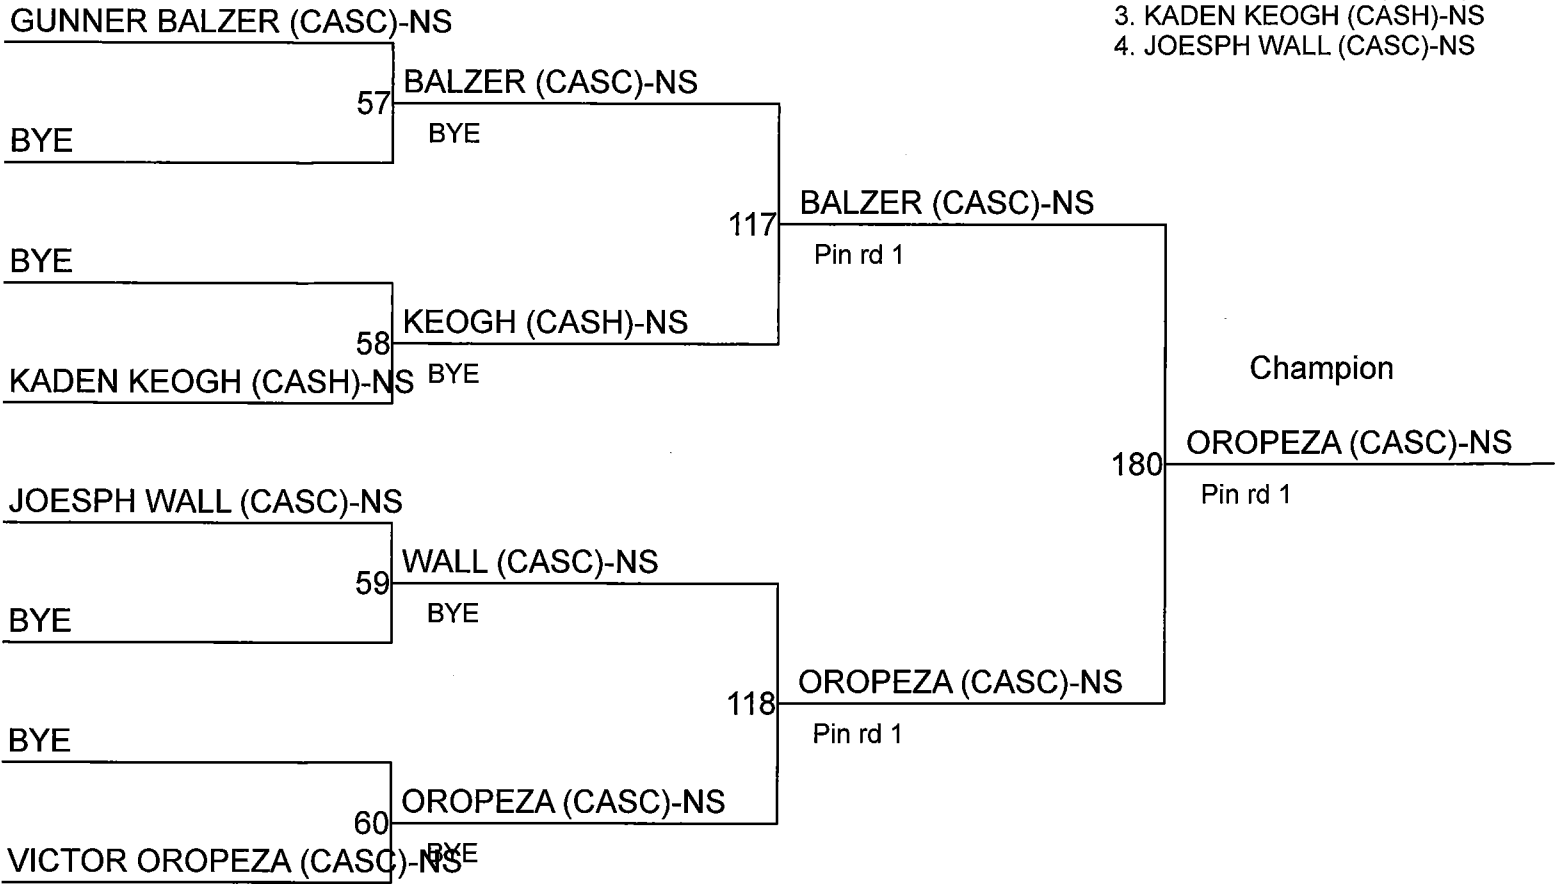 GUNNER BALZER (CASC)-NS
3. KADEN KEOGH (CASH)-NS
4. JOESPH WALL (CASC)-NS
57
BALZER (CASC)-NS
BYE
BYE
117
BALZER (CASC)-NS
Pin rd 1
BYE
58
KEOGH (CASH)-NS
BYE
KADEN KEOGH (CASH)-NS
Champion
180
OROPEZA (CASC)-NS
Pin rd 1
JOESPH WALL (CASC)-NS
59
WALL (CASC)-NS
BYE
BYE
118
OROPEZA (CASC)-NS
Pin rd 1
BYE
60
OROPEZA (CASC)-NS
BYE
VICTOR OROPEZA (CASC)-NS